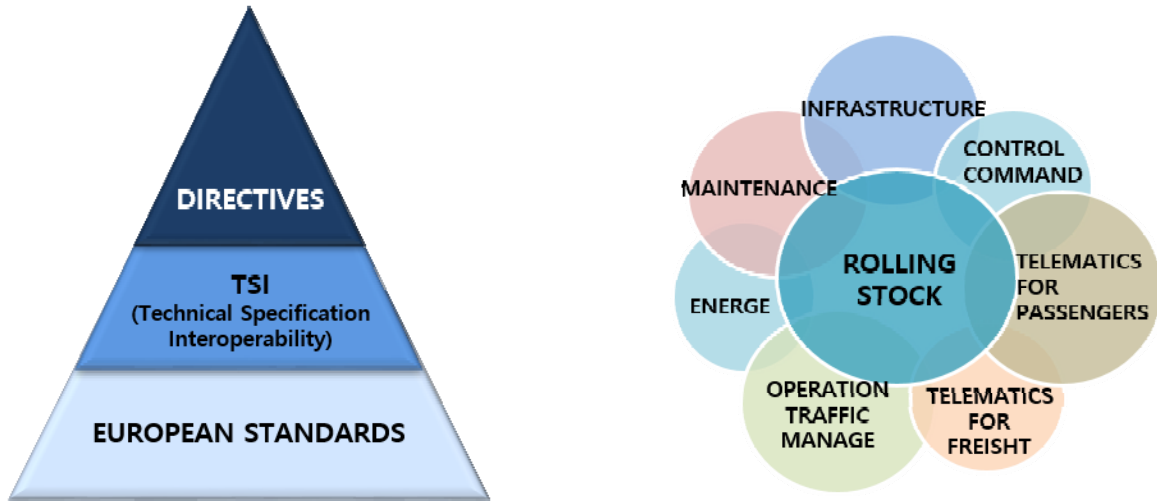 DIRECTIVES
TSI
(Technical Specification
Interoperability)
EUROPEAN STANDARDS
INFRASTRUCTURE
CONTROL
COMMAND
MAINTENANCE
ROLLING
STOCK
TELEMATICS
FOR
PASSENGERS
ENERGE
OPERATION
TRAFFIC
MANAGE
TELEMATICS
FOR
FREISHT